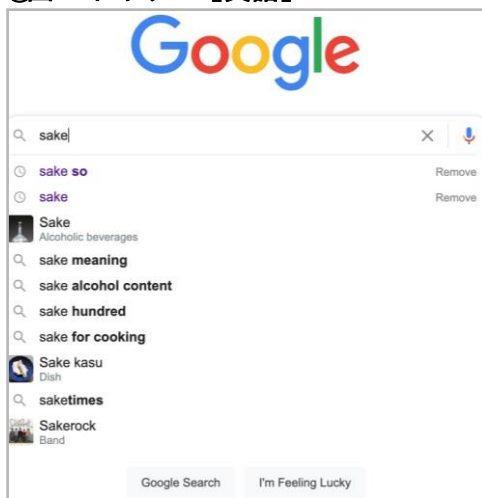 Google
sake
sake so Remove
sake Remove
Sake
Alcoholic beverages
sake meaning
sake alcohol content
sake hundred
sake for cooking
Sake kasu
Dish
saketimes
Sakerock
Band
Google Search I'm Feeling Lucky